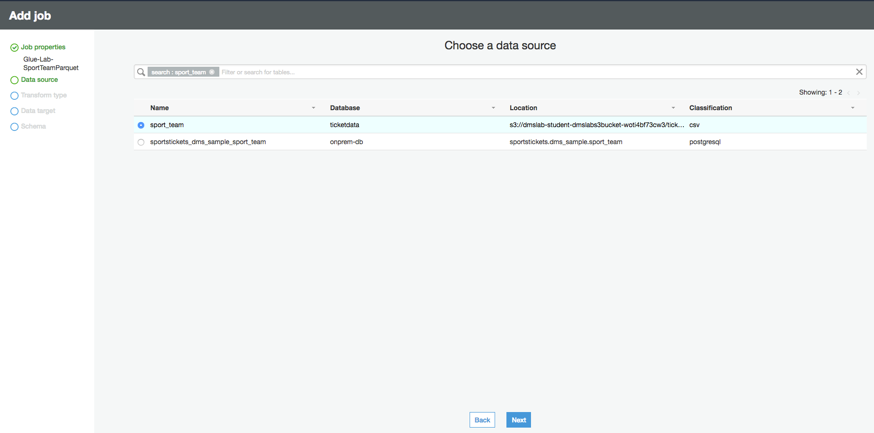 Add job
Job properties
Glue-Lab-
SportTeamParquet
Data source
Transform type
Data target
Schema
Choose a data source
search : sport_team Filter or search for tables...
Showing: 1 - 2
Name Database Location Classification
sport_team ticketdata s3://dmslab-student-dmslabs3bucket-woti4bf73cw3/tick... csv
sportstickets_dms_sample_sport_team onprem-db sportstickets.dms_sample.sport_team postgresql
Back Next